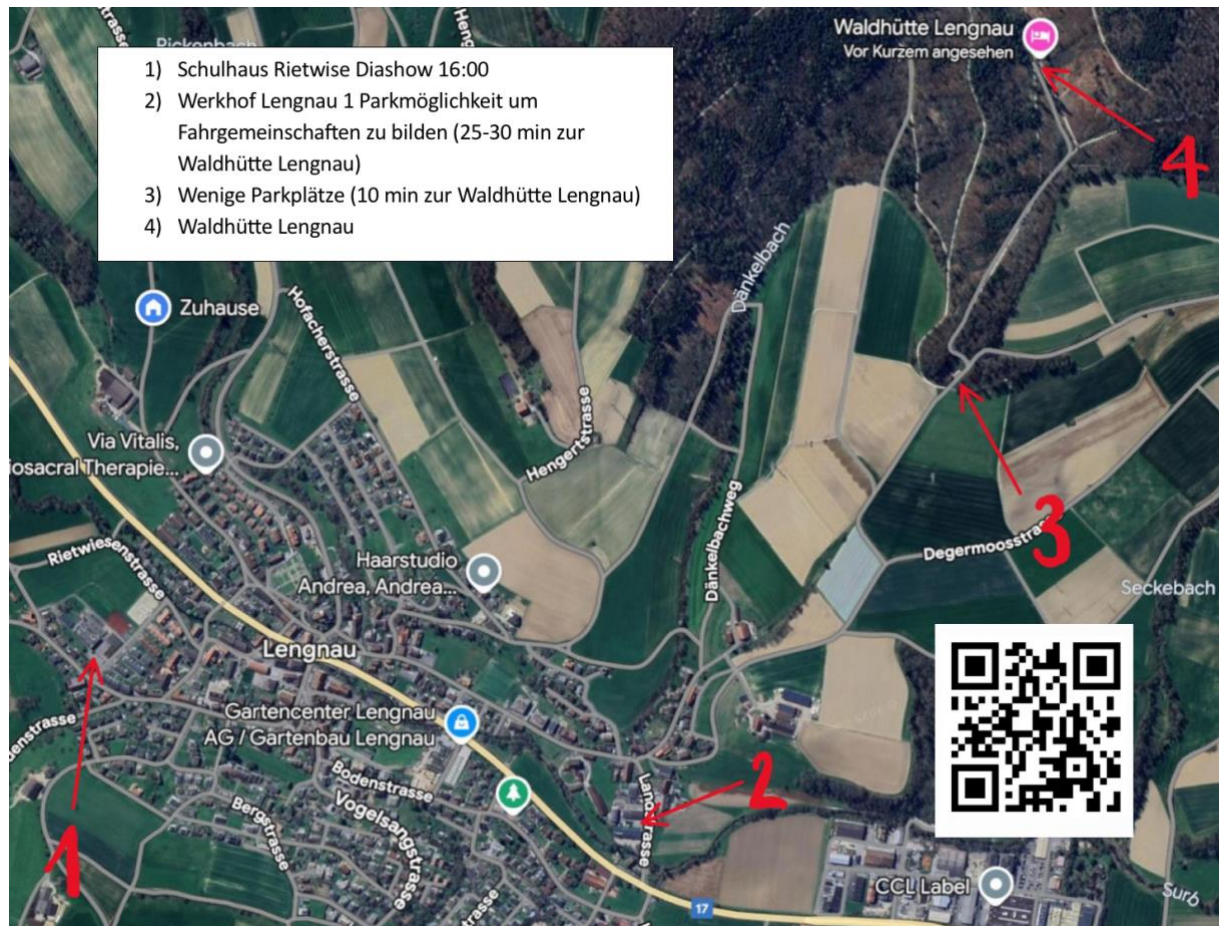 Waldhütte Lengnau
Vor Kurzem angesehen
Rickenbach
1) Schulhaus Rietwise Diashow 16:00
2) Werkhof Lengnau 1 Parkmöglichkeit um
Fahrgemeinschaften zu bilden (25-30 min zur
Waldhütte Lengnau)
3) Wenige Parkplätze (10 min zur Waldhütte Lengnau)
4) Waldhütte Lengnau
4
Dänkelbach
Zuhause
Hofacherstrasse
Hengertstrasse
Via Vitalis,
iosacral Therapie...
Dänkelbachweg
3
Seckebach
Rietwiesenstrasse
Haarstudio
Andrea, Andrea...
Lengnau
Gartencenter Lengnau
AG / Gartenbau Lengnau
Bodenstrasse
Vogelsangstrasse
Bergstrasse
2
1
CCL Label
17